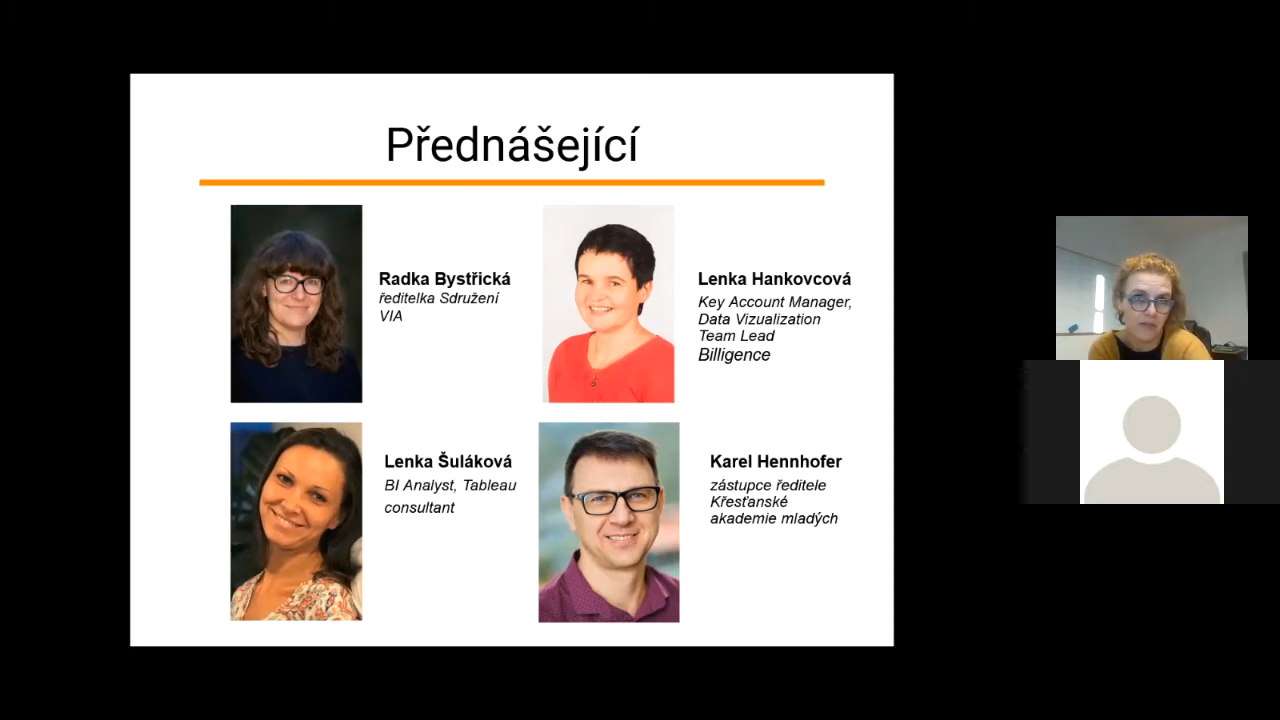 Přednášející
Radka Bystřická
ředitelka Sdružení
VIA
Lenka Hankovcová
Key Account Manager,
Data Vizualization
Team Lead
Billigence
Lenka Šuláková
BI Analyst, Tableau
consultant
Karel Hennhofer
zástupce ředitele
Křesťanské
akademie mladých